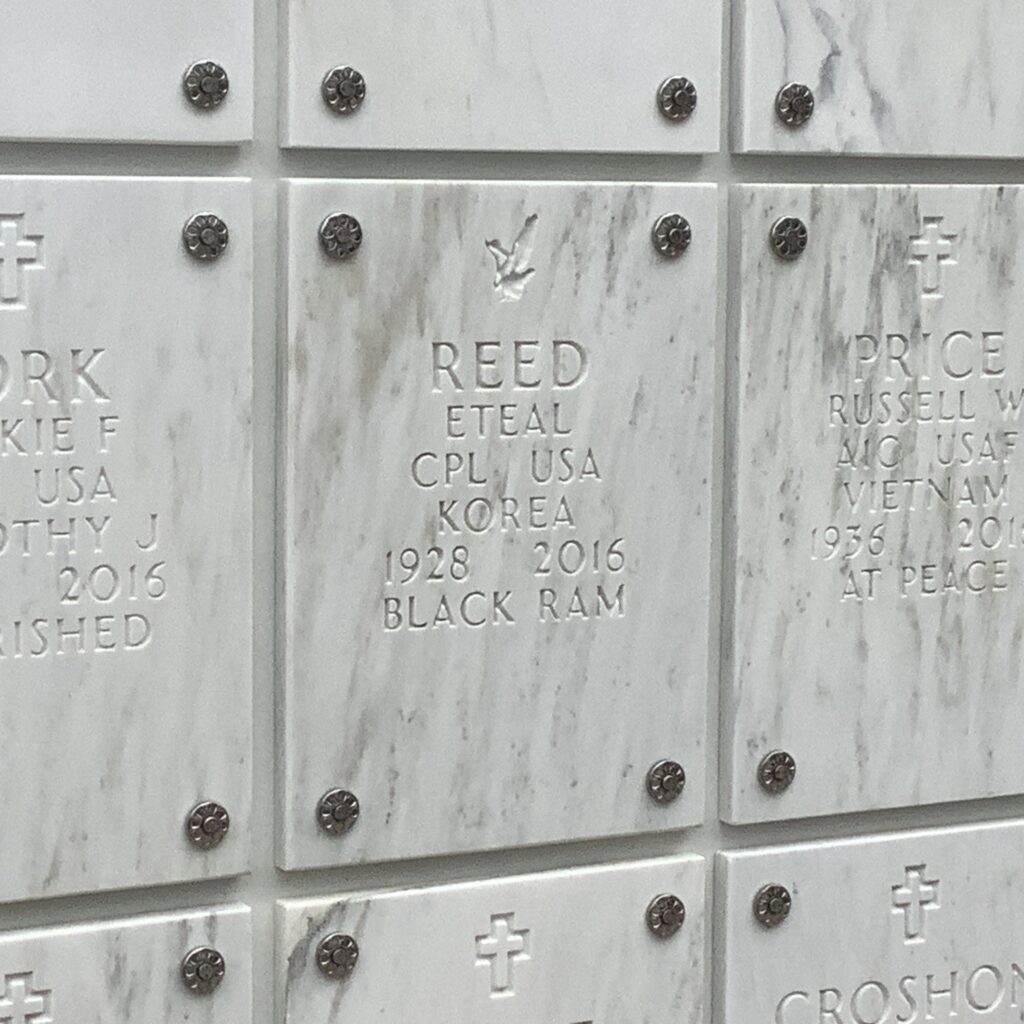 ORK
KIE F
USA
OTHY J
2016
RISHED
REED
ETEAL
CPL USA
KOREA
1928 2016
BLACK RAM
PRICE
RUSSELL W
A1C USAF
VIETNAM
1936 2016
AT PEACE
CROSHON